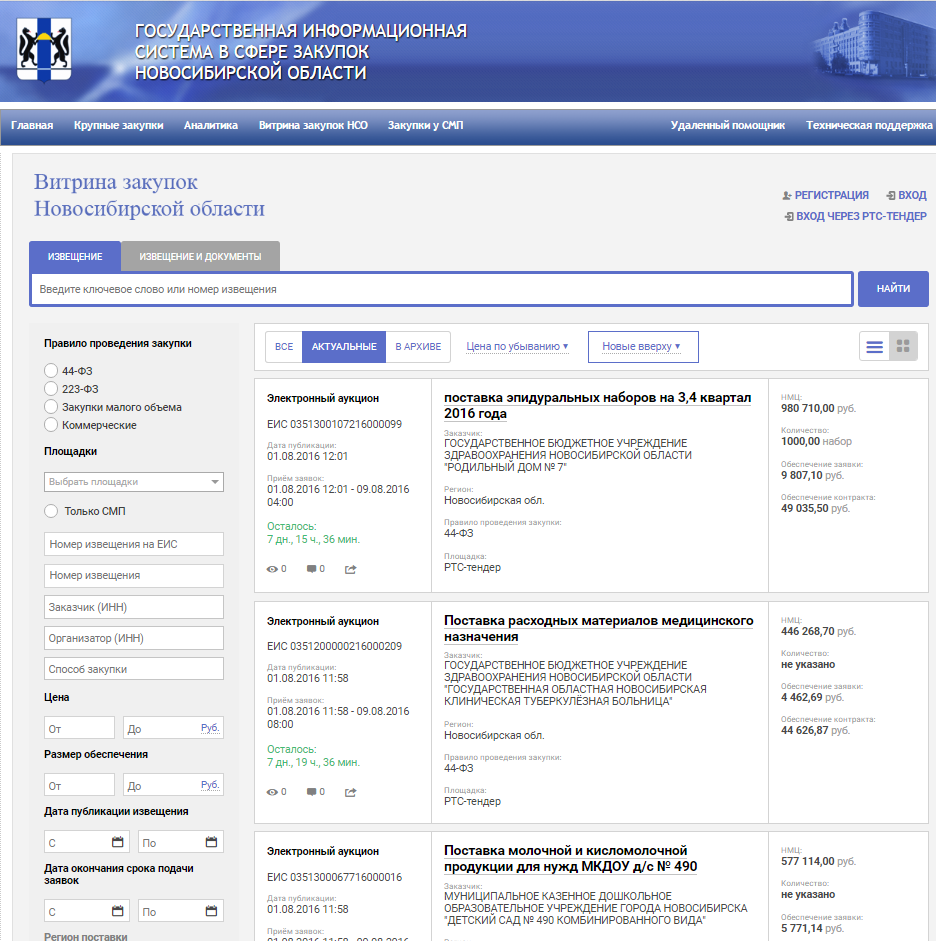 ГОСУДАРСТВЕННАЯ ИНФОРМАЦИОННАЯ
СИСТЕМА В СФЕРЕ ЗАКУПОК
НОВОСИБИРСКОЙ ОБЛАСТИ
Главная Крупные закупки Аналитика Витрина закупок НСО Закупки у СМП Удаленный помощник Техническая поддержка
Витрина закупок
Новосибирской области
РЕГИСТРАЦИЯ ВХОД
ВХОД ЧЕРЕЗ РТС-ТЕНДЕР
ИЗВЕЩЕНИЕ ИЗВЕЩЕНИЕ И ДОКУМЕНТЫ
Введите ключевое слово или номер извещения НАЙТИ
Правило проведения закупки
44-ФЗ
223-ФЗ
Закупки малого объема
Коммерческие
Площадки
Выбрать площадки
Только СМП
Номер извещения на ЕИС
Номер извещения
Заказчик (ИНН)
Организатор (ИНН)
Способ закупки
Цена
От До Руб.
Размер обеспечения
От До Руб.
Дата публикации извещения
С По
Дата окончания срока подачи
заявок
С По
Регион поставки
ВСЕ АКТУАЛЬНЫЕ В АРХИВЕ Цена по убыванию ▾ Новые вверху ▾
Электронный аукцион
ЕИС 0351300107216000099
Дата публикации:
01.08.2016 12:01
Приём заявок:
01.08.2016 12:01 - 09.08.2016
04:00
Осталось:
7 дн., 15 ч., 36 мин.
0 0
поставка эпидуральных наборов на 3,4 квартал
2016 года
Заказчик:
ГОСУДАРСТВЕННОЕ БЮДЖЕТНОЕ УЧРЕЖДЕНИЕ
ЗДРАВООХРАНЕНИЯ НОВОСИБИРСКОЙ ОБЛАСТИ
"РОДИЛЬНЫЙ ДОМ № 7"
Регион:
Новосибирская обл.
Правило проведения закупки:
44-ФЗ
Площадка:
РТС-тендер
НМЦ:
980 710,00 руб.
Количество:
1000,00 набор
Обеспечение заявки:
9 807,10 руб.
Обеспечение контракта:
49 035,50 руб.
Электронный аукцион
ЕИС 0351200000216000209
Дата публикации:
01.08.2016 11:58
Приём заявок:
01.08.2016 11:58 - 09.08.2016
08:00
Осталось:
7 дн., 19 ч., 36 мин.
0 0
Поставка расходных материалов медицинского
назначения
Заказчик:
ГОСУДАРСТВЕННОЕ БЮДЖЕТНОЕ УЧРЕЖДЕНИЕ
ЗДРАВООХРАНЕНИЯ НОВОСИБИРСКОЙ ОБЛАСТИ
"ГОСУДАРСТВЕННАЯ ОБЛАСТНАЯ НОВОСИБИРСКАЯ
КЛИНИЧЕСКАЯ ТУБЕРКУЛЁЗНАЯ БОЛЬНИЦА"
Регион:
Новосибирская обл.
Правило проведения закупки:
44-ФЗ
Площадка:
РТС-тендер
НМЦ:
446 268,70 руб.
Количество:
не указано
Обеспечение заявки:
4 462,69 руб.
Обеспечение контракта:
44 626,87 руб.
Электронный аукцион
ЕИС 0351300067716000016
Дата публикации:
01.08.2016 11:58
Приём заявок:
01.08.2016 11:58 - 09.08.2016
Поставка молочной и кисломолочной
продукции для нужд МКДОУ д/с № 490
Заказчик:
МУНИЦИПАЛЬНОЕ КАЗЕННОЕ ДОШКОЛЬНОЕ
ОБРАЗОВАТЕЛЬНОЕ УЧРЕЖДЕНИЕ ГОРОДА НОВОСИБИРСКА
"ДЕТСКИЙ САД № 490 КОМБИНИРОВАННОГО ВИДА"
НМЦ:
577 114,00 руб.
Количество:
не указано
Обеспечение заявки:
5 771,14 руб.